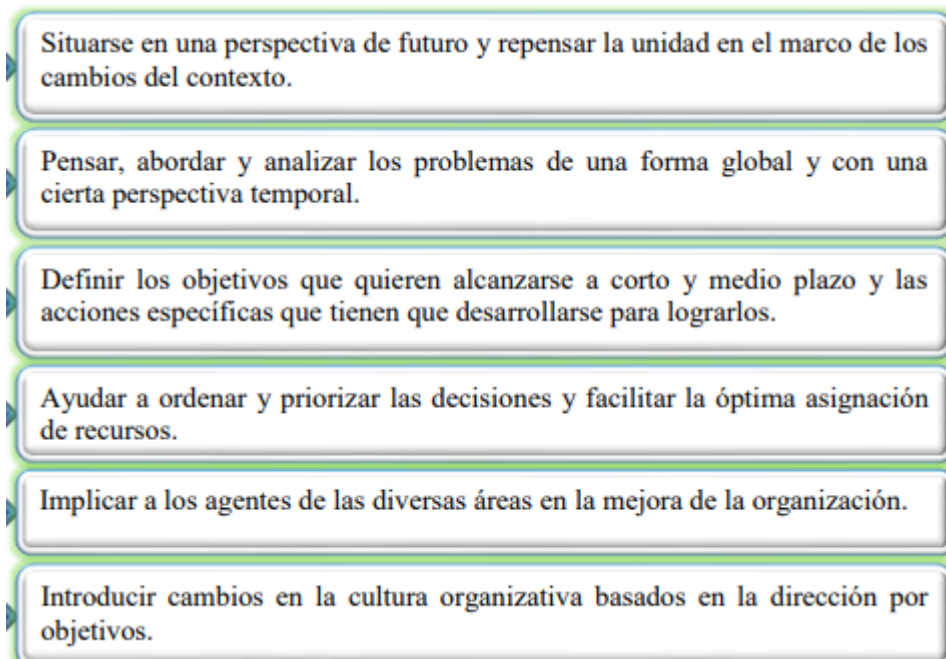 Situarse en una perspectiva de futuro y repensar la unidad en el marco de los
cambios del contexto.
Pensar, abordar y analizar los problemas de una forma global y con una
cierta perspectiva temporal.
Definir los objetivos que quieren alcanzarse a corto y medio plazo y las
acciones específicas que tienen que desarrollarse para lograrlos.
Ayudar a ordenar y priorizar las decisiones y facilitar la óptima asignación
de recursos.
Implicar a los agentes de las diversas áreas en la mejora de la organización.
Introducir cambios en la cultura organizativa basados en la dirección por
objetivos.